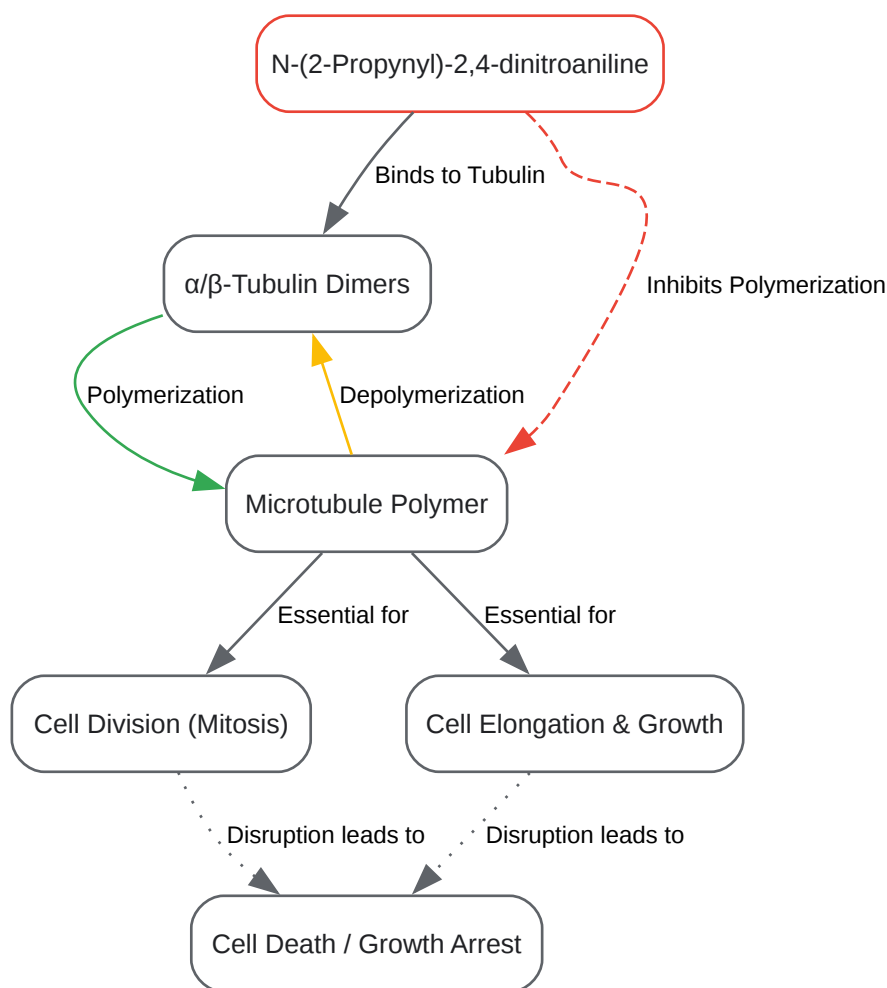 N-(2-Propynyl)-2,4-dinitroaniline
Binds to Tubulin
α/β-Tubulin Dimers
Inhibits Polymerization
Polymerization
Depolymerization
Microtubule Polymer
Essential for
Essential for
Cell Division (Mitosis)
Cell Elongation & Growth
Disruption leads to
Disruption leads to
Cell Death / Growth Arrest